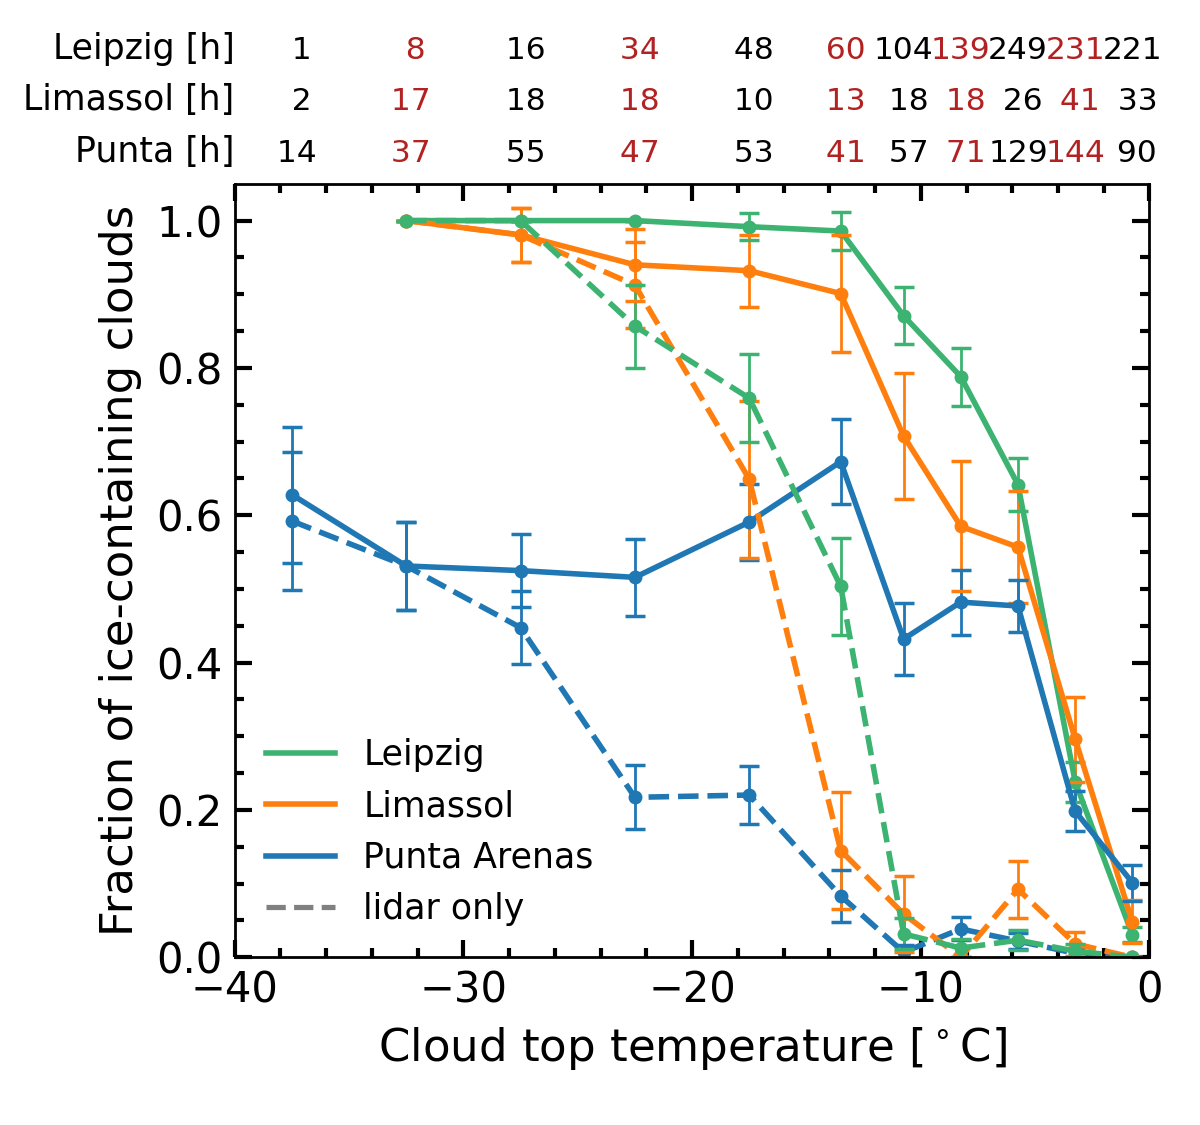 Leipzig [h] 1 8 16 34 48 60 104 139 249 231 221
Limassol [h] 2 17 18 18 10 13 18 18 26 41 33
Punta [h] 14 37 55 47 53 41 57 71 129 144 90
1.0
0.8
0.6
0.4
0.2
0.0
Fraction of ice-containing clouds
Leipzig
Limassol
Punta Arenas
lidar only
−40 −30 −20 −10 0
Cloud top temperature [°C]